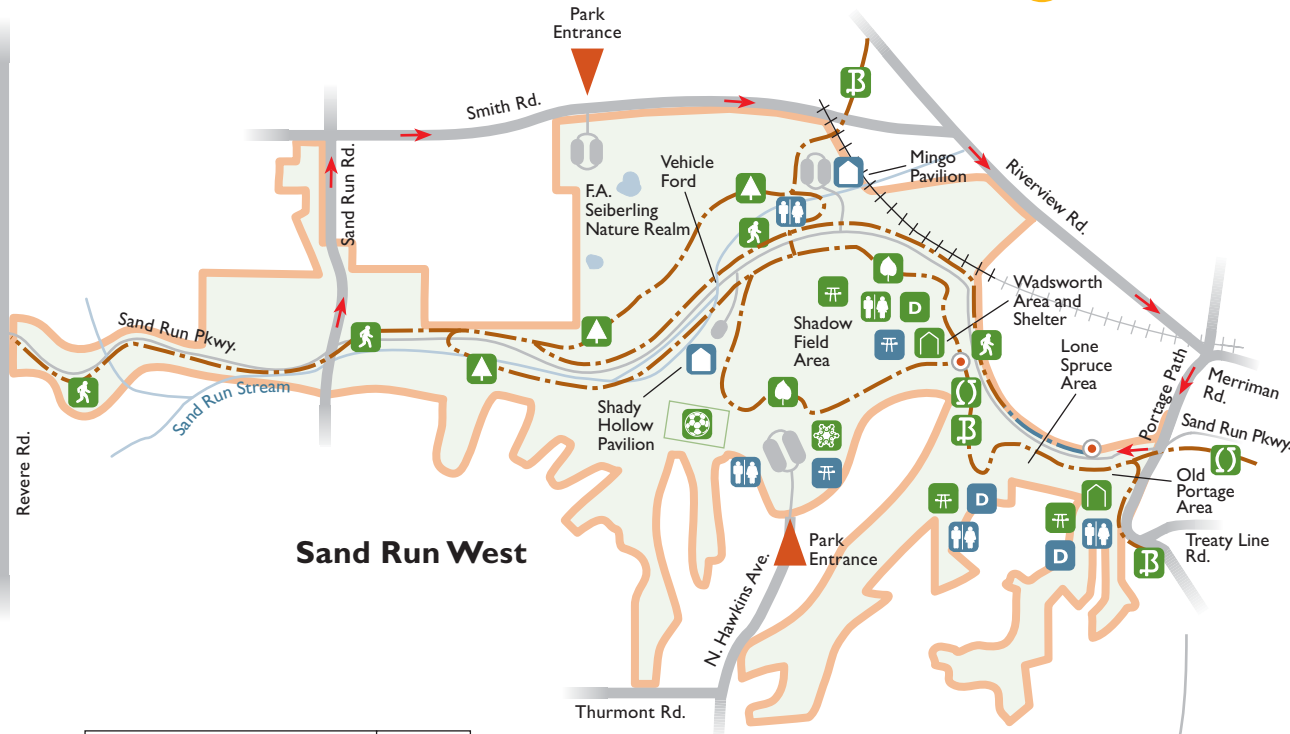 Park
Entrance
Smith Rd.
Sand Run Rd.
F.A.
Seiberling
Nature Realm
Vehicle
Ford
Mingo
Pavilion
Riverview Rd.
Wadsworth
Area and
Shelter
Shadow
Field
Area
D
Lone
Spruce
Area
Portage Path
Merriman
Rd.
Sand Run Pkwy.
Sand Run Pkwy.
Sand Run Stream
Revere Rd.
Shady
Hollow
Pavilion
Old
Portage
Area
Treaty Line
Rd.
D
D
Sand Run West
Park
Entrance
N. Hawkins Ave.
Thurmont Rd.